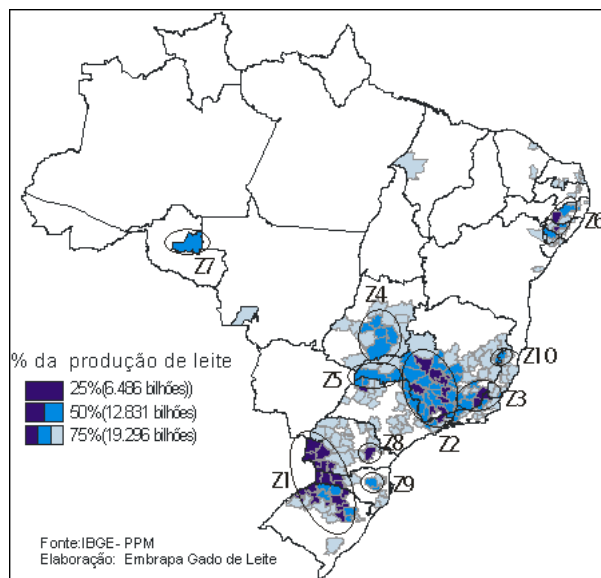 Z6
Z7
Z4
% da produção de leite
25%(6.486 bilhões))
50%(12.831 bilhões)
75%(19.296 bilhões)
Z5
Z10
Z3
Z2
Z8
Z1
Z9
Fonte:IBGE- PPM
Elaboração: Embrapa Gado de Leite